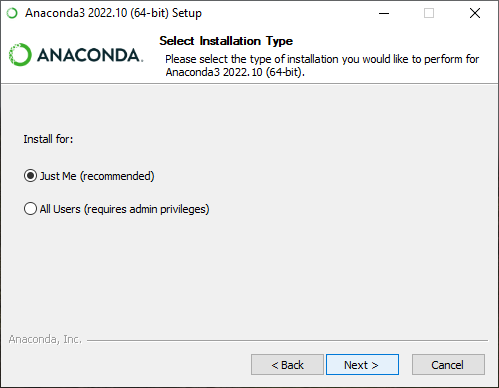 Anaconda3 2022.10 (64-bit) Setup
ANACONDA.
Select Installation Type
Please select the type of installation you would like to perform for
Anaconda3 2022.10 (64-bit).
Install for:
Just Me (recommended)
All Users (requires admin privileges)
Anaconda, Inc.
< Back
Next >
Cancel